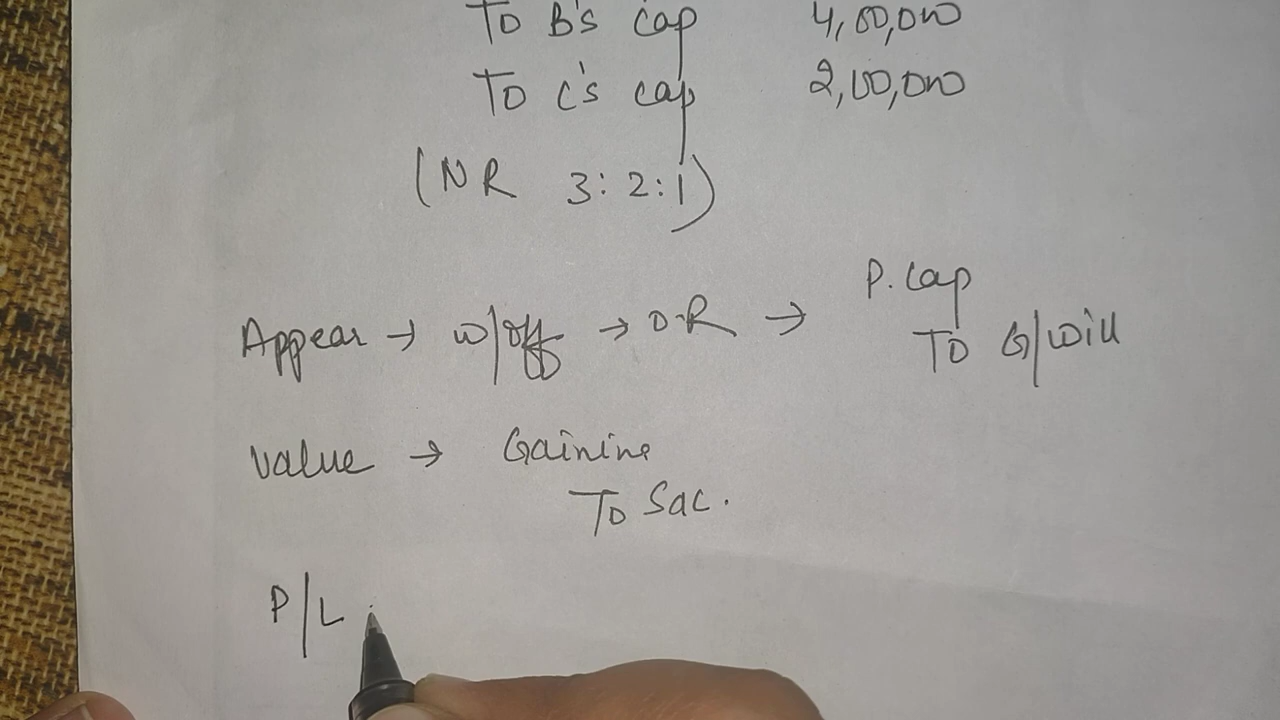 To B's cap 4,00,000
To C's cap 2,00,000
(NR 3:2:1)
Appear → w/off → O.R → P. Cap
To G/will
Value → Gaining
To Sac.
P/L